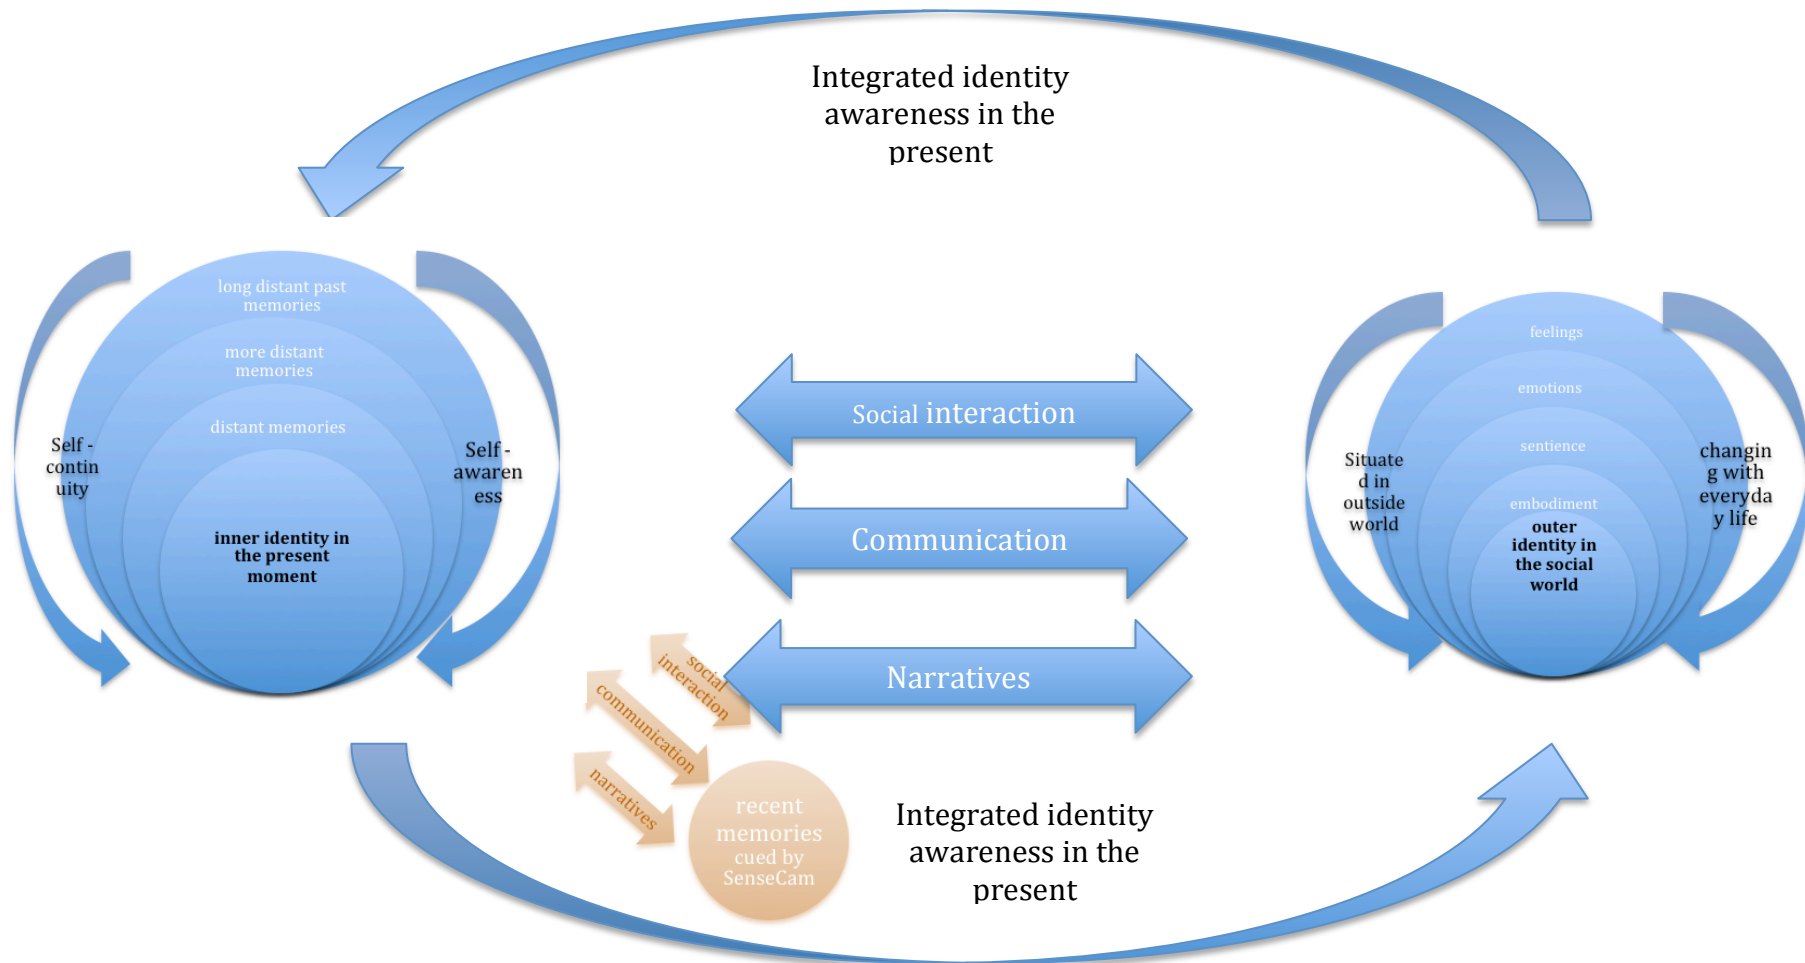 Integrated identity
awareness in the
present
long distant past
memories
more distant
memories
distant memories
inner identity in
the present
moment
Self -
contin
uity
Self -
awaren
ess
Social interaction
Communication
Narratives
feelings
emotions
sentience
embodiment
outer
identity in
the social
world
Situate
d in
outside
world
changin
g with
everyda
y life
social
interaction
communication
narratives
recent
memories
cued by
SenseCam
Integrated identity
awareness in the
present